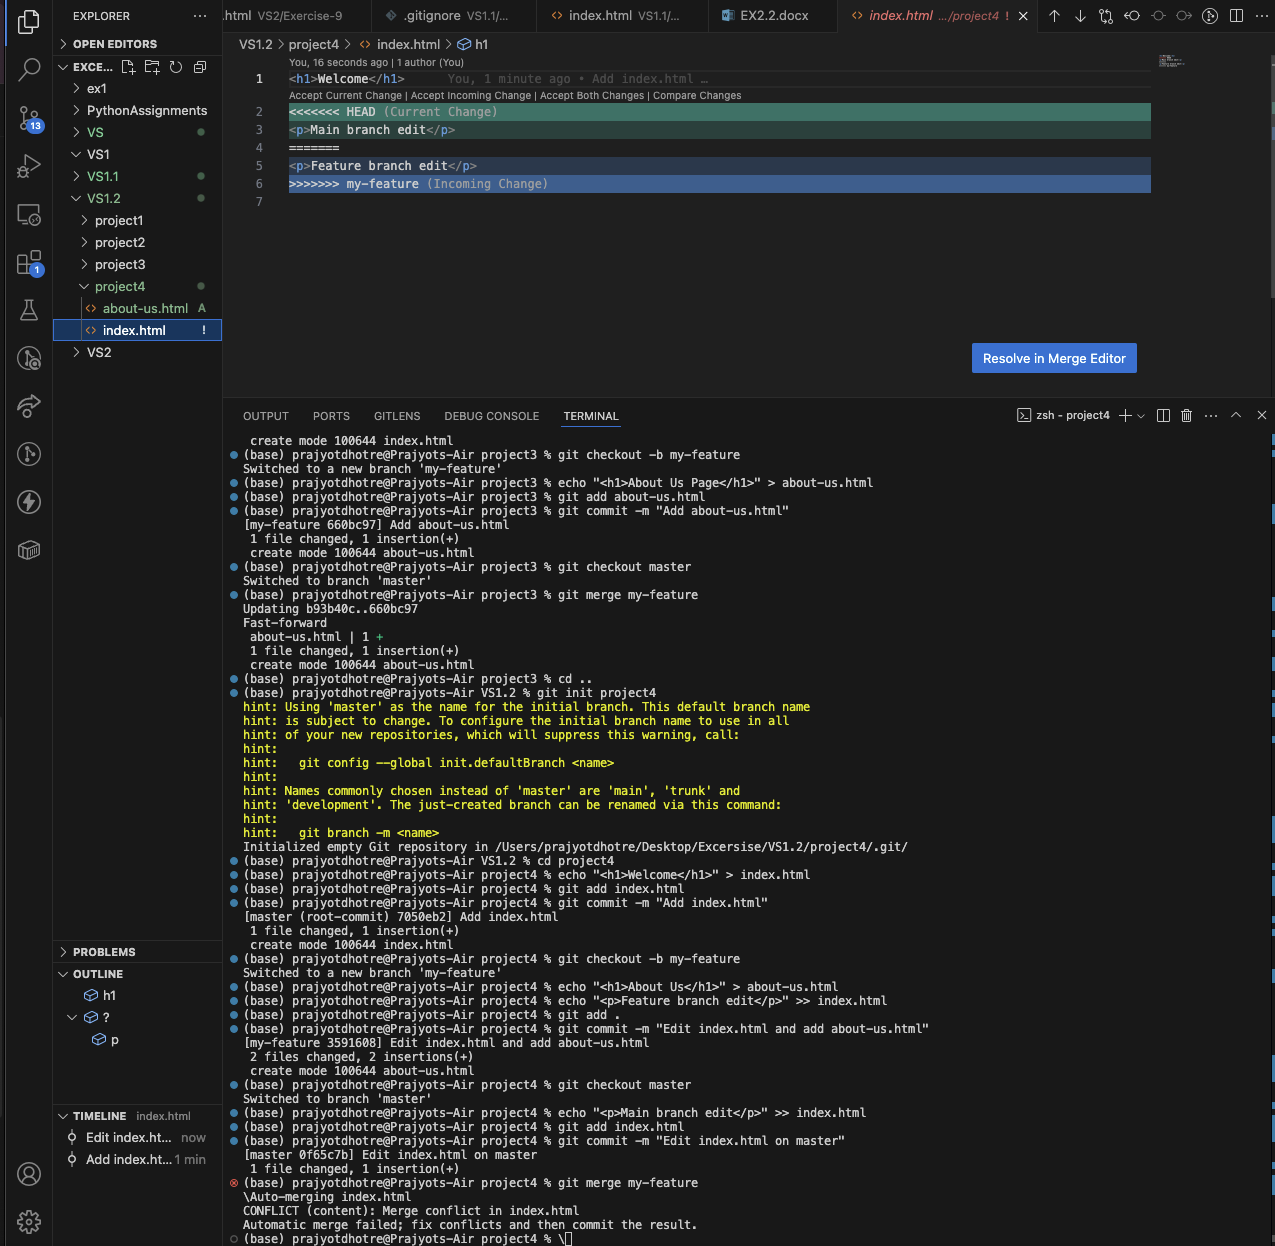 EXPLORER
OPEN EDITORS
EXCE...
ex1
PythonAssignments
VS
VS1
VS1.1
VS1.2
project1
project2
project3
project4
about-us.html A
index.html !
VS2
13
1
PROBLEMS
OUTLINE
h1
?
p
TIMELINE index.html
Edit index.ht... now
Add index.ht... 1 min
.html VS2/Exercise-9
.gitignore VS1.1/...
index.html VS1.1/...
EX2.2.docx
index.html .../project4 !
VS1.2 > project4 > index.html > h1
You, 16 seconds ago | 1 author (You)
1 <h1>Welcome</h1> You, 1 minute ago • Add index.html …
Accept Current Change | Accept Incoming Change | Accept Both Changes | Compare Changes
2 <<<<<<< HEAD (Current Change)
3 <p>Main branch edit</p>
4 =======
5 <p>Feature branch edit</p>
6 >>>>>>> my-feature (Incoming Change)
7
Resolve in Merge Editor
OUTPUT PORTS GITLENS DEBUG CONSOLE TERMINAL
zsh - project4
create mode 100644 index.html
(base) prajyotdhotre@Prajyots-Air project3 % git checkout -b my-feature
Switched to a new branch 'my-feature'
(base) prajyotdhotre@Prajyots-Air project3 % echo "<h1>About Us Page</h1>" > about-us.html
(base) prajyotdhotre@Prajyots-Air project3 % git add about-us.html
(base) prajyotdhotre@Prajyots-Air project3 % git commit -m "Add about-us.html"
[my-feature 660bc97] Add about-us.html
1 file changed, 1 insertion(+)
create mode 100644 about-us.html
(base) prajyotdhotre@Prajyots-Air project3 % git checkout master
Switched to branch 'master'
(base) prajyotdhotre@Prajyots-Air project3 % git merge my-feature
Updating b93b40c..660bc97
Fast-forward
about-us.html | 1 +
1 file changed, 1 insertion(+)
create mode 100644 about-us.html
(base) prajyotdhotre@Prajyots-Air project3 % cd ..
(base) prajyotdhotre@Prajyots-Air VS1.2 % git init project4
hint: Using 'master' as the name for the initial branch. This default branch name
hint: is subject to change. To configure the initial branch name to use in all
hint: of your new repositories, which will suppress this warning, call:
hint:
hint: git config --global init.defaultBranch <name>
hint:
hint: Names commonly chosen instead of 'master' are 'main', 'trunk' and
hint: 'development'. The just-created branch can be renamed via this command:
hint:
hint: git branch -m <name>
Initialized empty Git repository in /Users/prajyotdhotre/Desktop/Excersise/VS1.2/project4/.git/
(base) prajyotdhotre@Prajyots-Air VS1.2 % cd project4
(base) prajyotdhotre@Prajyots-Air project4 % echo "<h1>Welcome</h1>" > index.html
(base) prajyotdhotre@Prajyots-Air project4 % git add index.html
(base) prajyotdhotre@Prajyots-Air project4 % git commit -m "Add index.html"
[master (root-commit) 7050eb2] Add index.html
1 file changed, 1 insertion(+)
create mode 100644 index.html
(base) prajyotdhotre@Prajyots-Air project4 % git checkout -b my-feature
Switched to a new branch 'my-feature'
(base) prajyotdhotre@Prajyots-Air project4 % echo "<h1>About Us</h1>" > about-us.html
(base) prajyotdhotre@Prajyots-Air project4 % echo "<p>Feature branch edit</p>" >> index.html
(base) prajyotdhotre@Prajyots-Air project4 % git add .
(base) prajyotdhotre@Prajyots-Air project4 % git commit -m "Edit index.html and add about-us.html"
[my-feature 3591608] Edit index.html and add about-us.html
2 files changed, 2 insertions(+)
create mode 100644 about-us.html
(base) prajyotdhotre@Prajyots-Air project4 % git checkout master
Switched to branch 'master'
(base) prajyotdhotre@Prajyots-Air project4 % echo "<p>Main branch edit</p>" >> index.html
(base) prajyotdhotre@Prajyots-Air project4 % git add index.html
(base) prajyotdhotre@Prajyots-Air project4 % git commit -m "Edit index.html on master"
[master 0f65c7b] Edit index.html on master
1 file changed, 1 insertion(+)
(base) prajyotdhotre@Prajyots-Air project4 % git merge my-feature
\Auto-merging index.html
CONFLICT (content): Merge conflict in index.html
Automatic merge failed; fix conflicts and then commit the result.
(base) prajyotdhotre@Prajyots-Air project4 % \